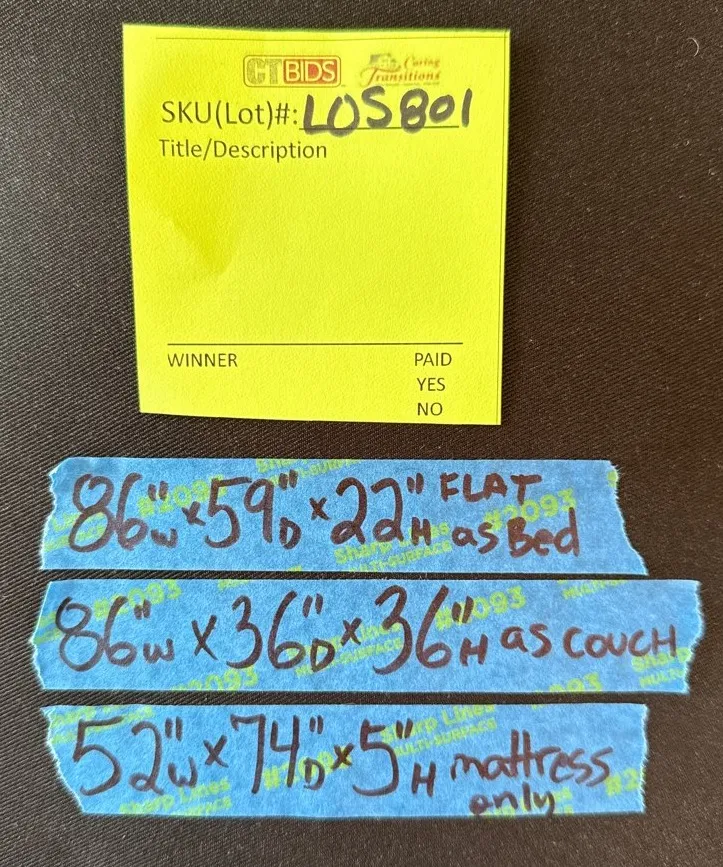 CTBIDS Caring Transitions
SKU(Lot)#: LOS801
Title/Description
WINNER PAID
YES
NO
86"W x 59"D x 22"H FLAT as Bed
86"W x 36"D x 36"H as COUCH
52"W x 74"D x 5"H mattress only